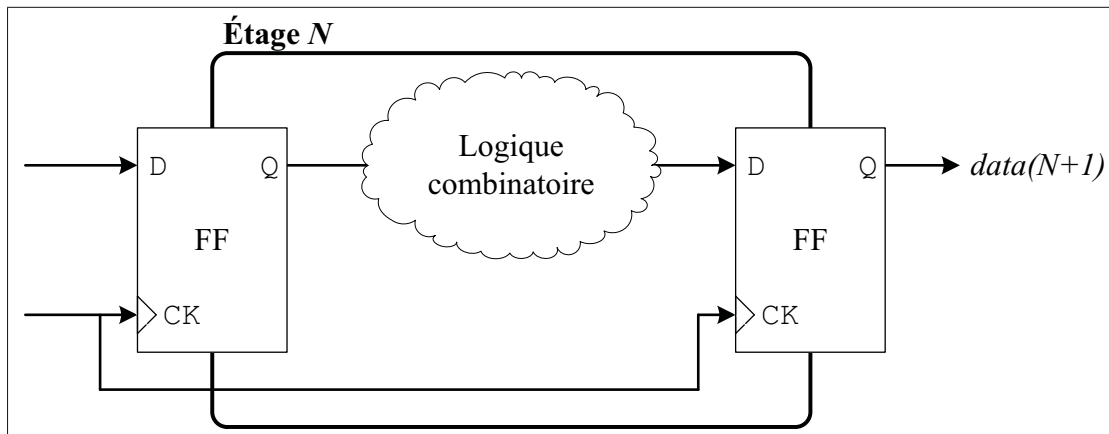 Étage N
D
Q
FF
CK
Logique
combinatoire
D
Q
FF
CK
data(N+1)